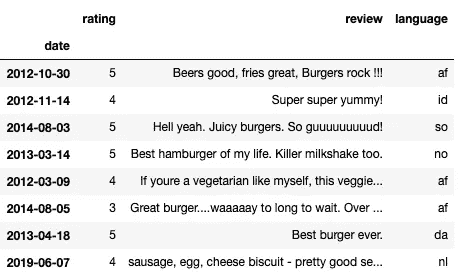 rating review language
date
2012-10-30 5 Beers good, fries great, Burgers rock !!! af
2012-11-14 4 Super super yummy! id
2014-08-03 5 Hell yeah. Juicy burgers. So guuuuuuuuud! so
2013-03-14 5 Best hamburger of my life. Killer milkshake too. no
2012-03-09 4 If youre a vegetarian like myself, this veggie... af
2014-08-05 3 Great burger....waaaaay to long to wait. Over ... af
2013-04-18 5 Best burger ever. da
2019-06-07 4 sausage, egg, cheese biscuit - pretty good se... nl